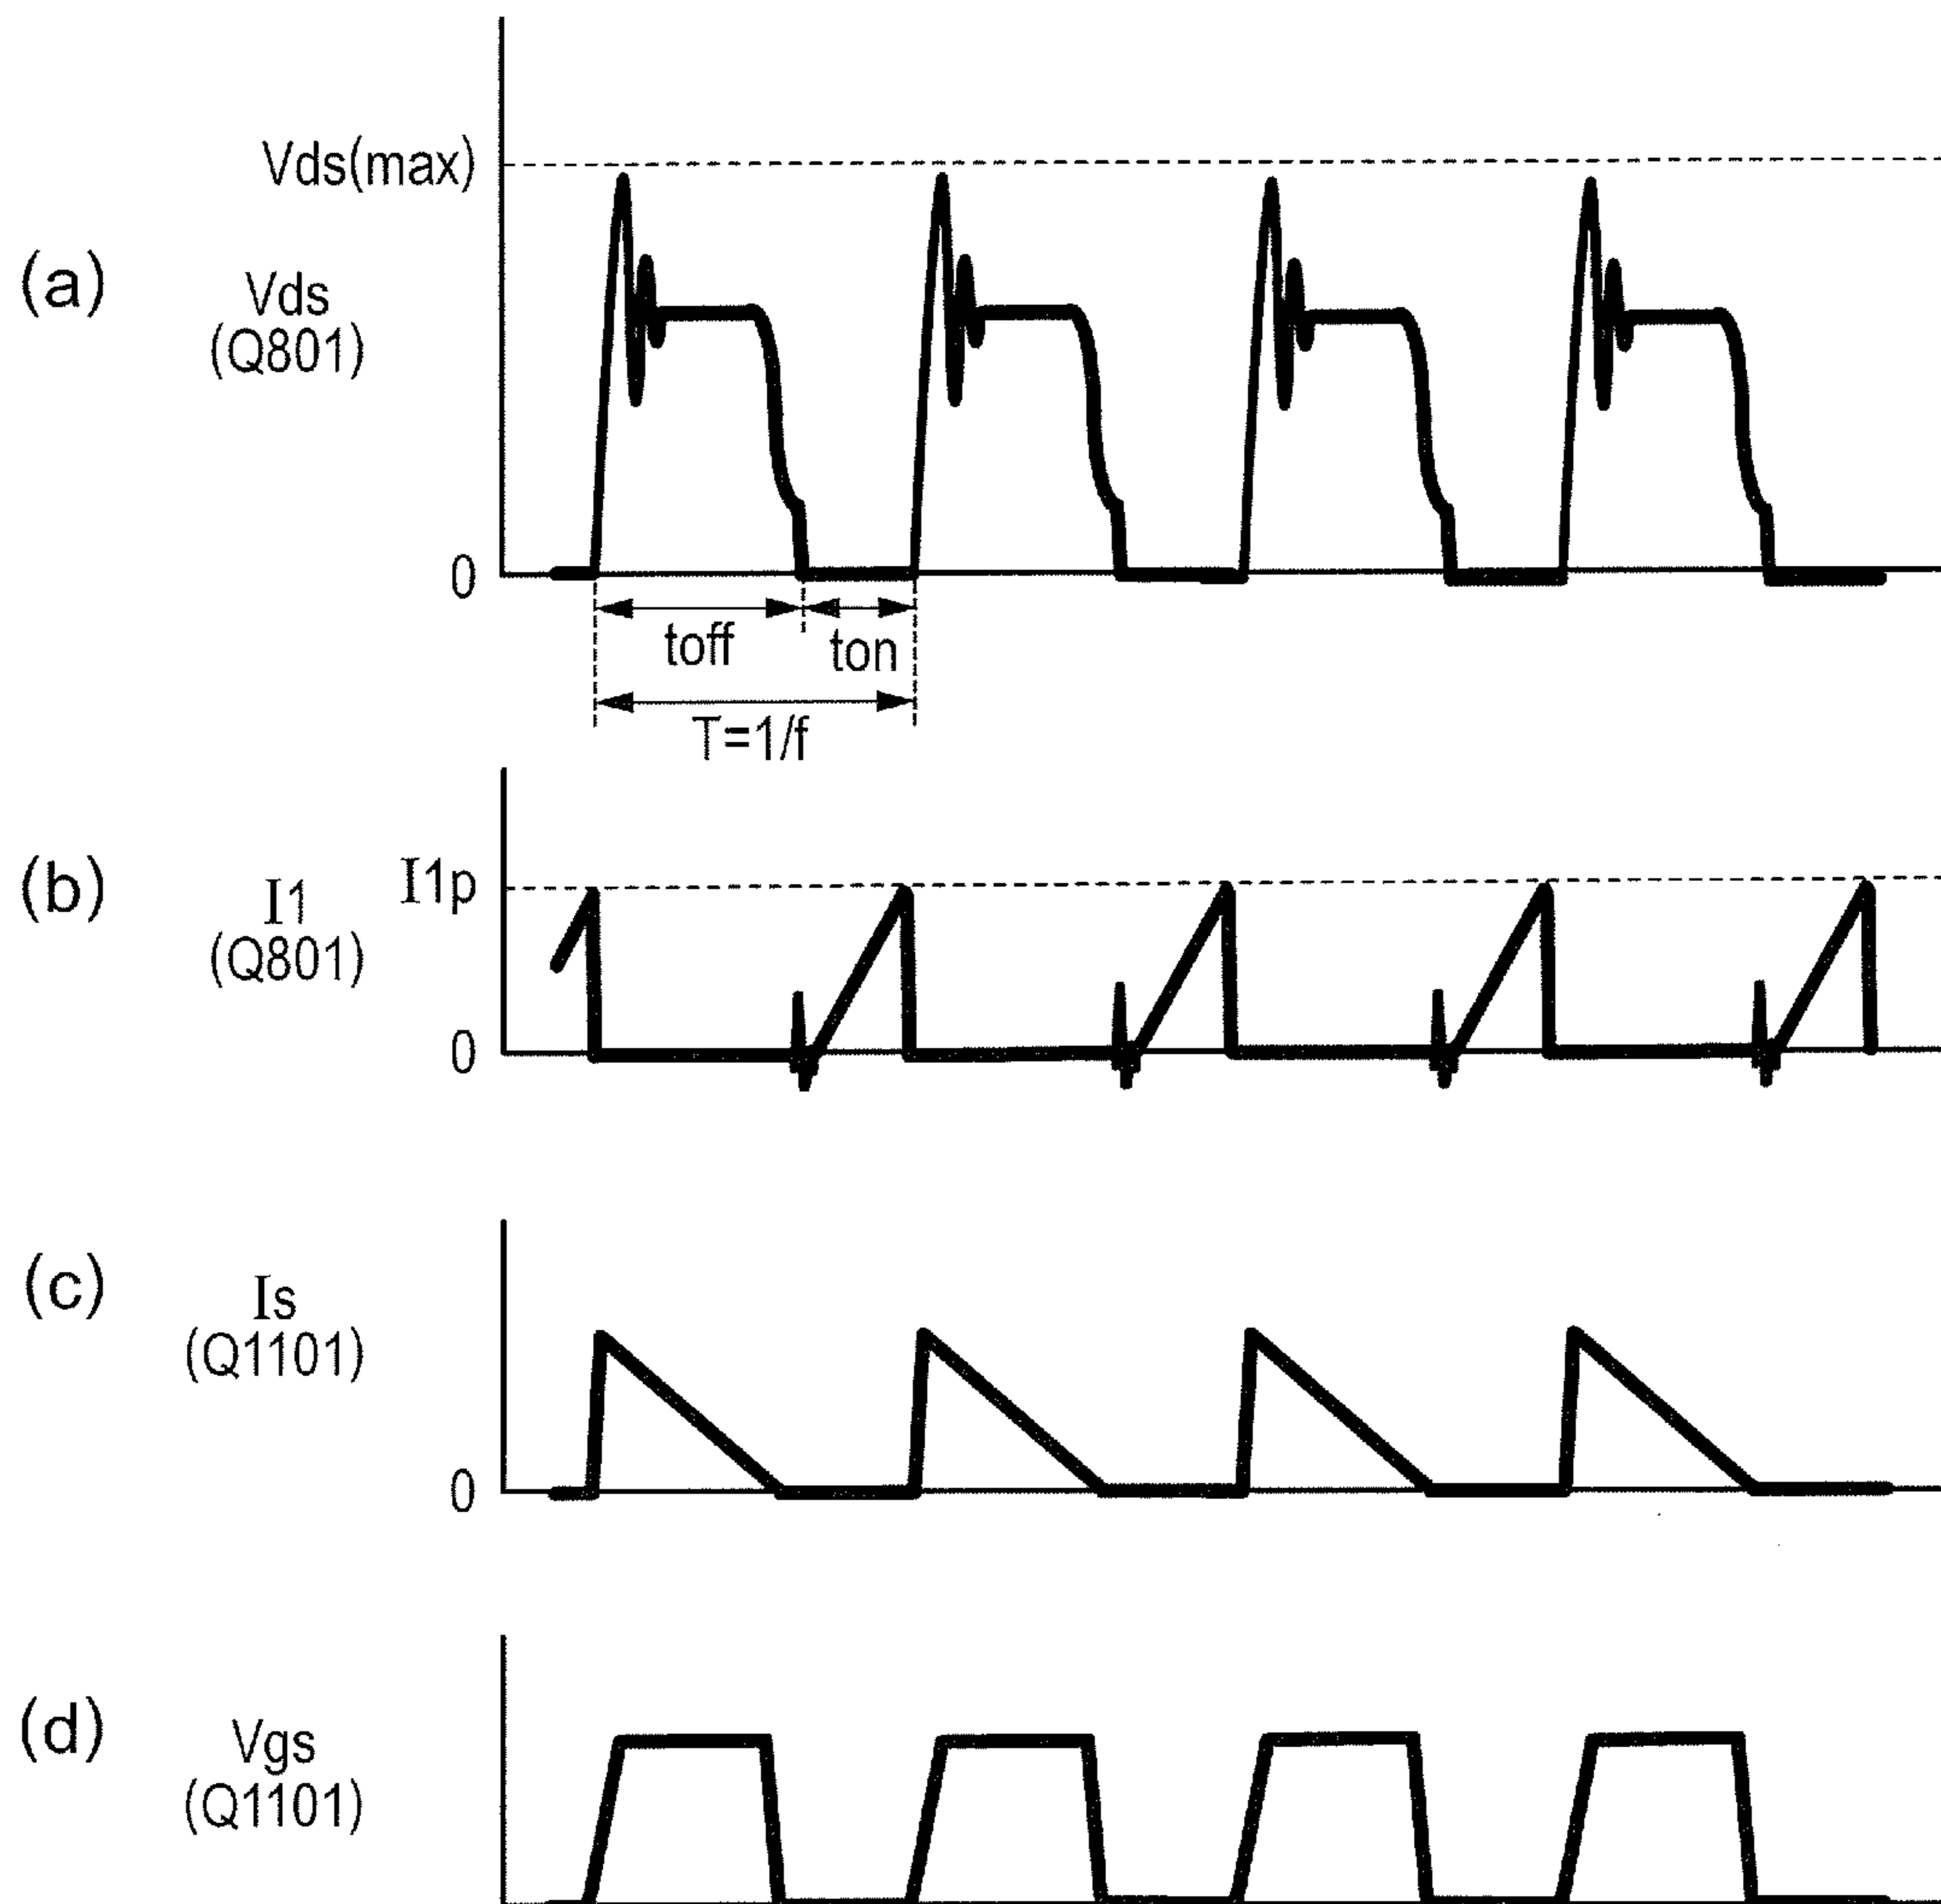 Vds(max)
(a)
Vds
(Q801)
0
toff
ton
T=1/f
(b)
I1
(Q801)
I1p
0
(c)
Is
(Q1101)
0
(d)
Vgs
(Q1101)